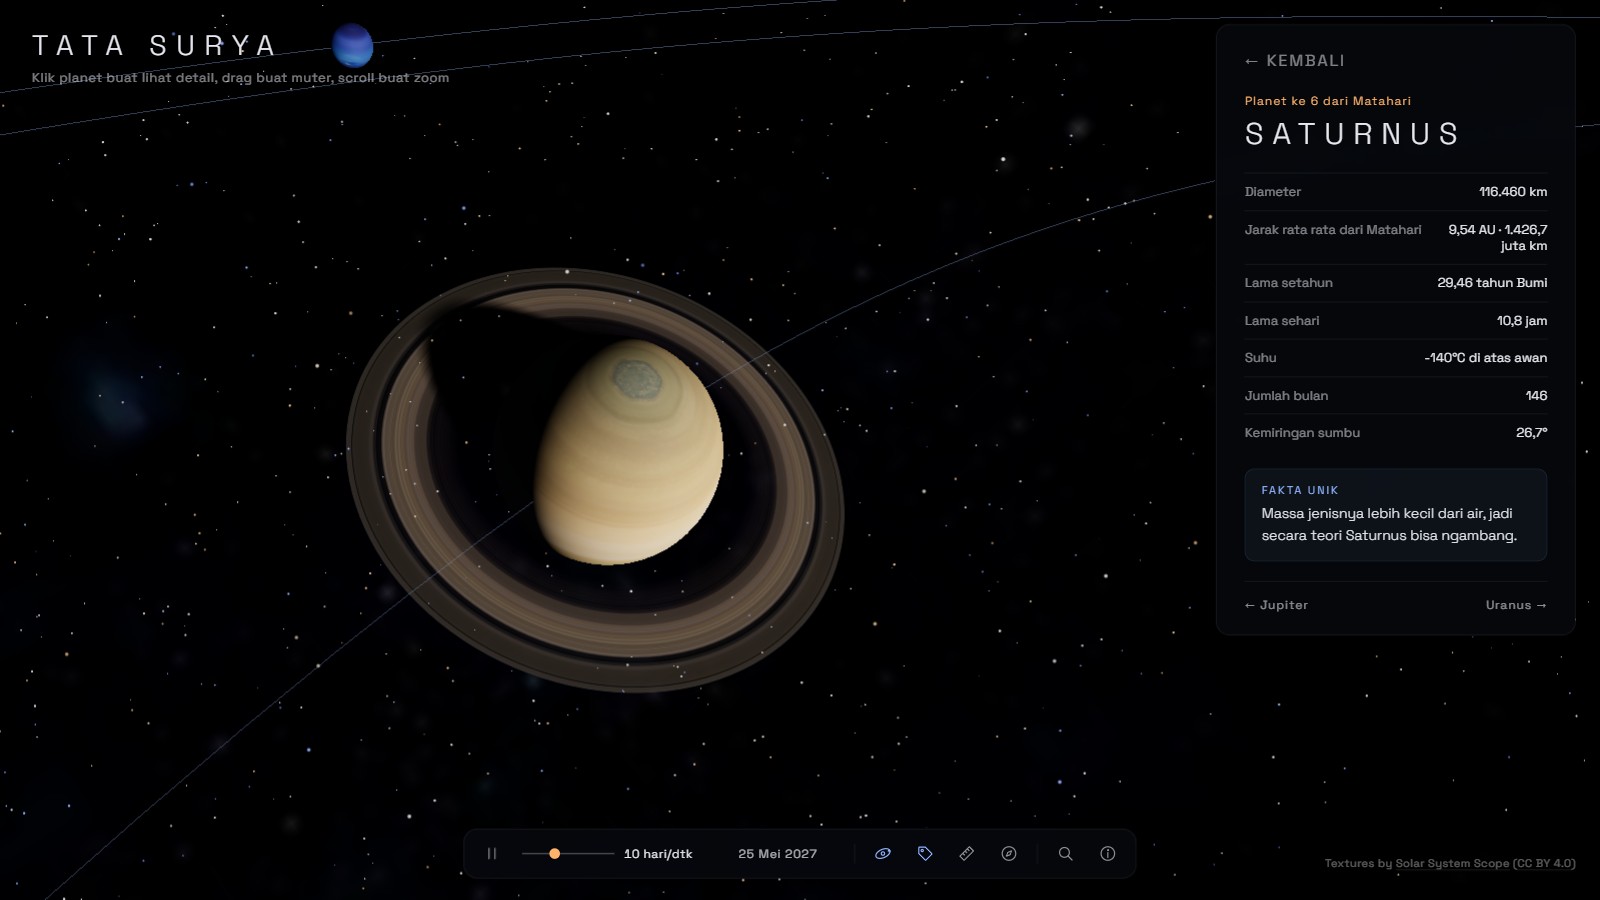 TATA SURYA
Klik planet buat lihat detail, drag buat muter, scroll buat zoom
← KEMBALI
Planet ke 6 dari Matahari
SATURNUS
Diameter 116.460 km
Jarak rata rata dari Matahari 9,54 AU · 1.426,7
juta km
Lama setahun 29,46 tahun Bumi
Lama sehari 10,8 jam
Suhu -140°C di atas awan
Jumlah bulan 146
Kemiringan sumbu 26,7°
FAKTA UNIK
Massa jenisnya lebih kecil dari air, jadi
secara teori Saturnus bisa ngambang.
← Jupiter Uranus →
10 hari/dtk 25 Mei 2027
Textures by Solar System Scope (CC BY 4.0)